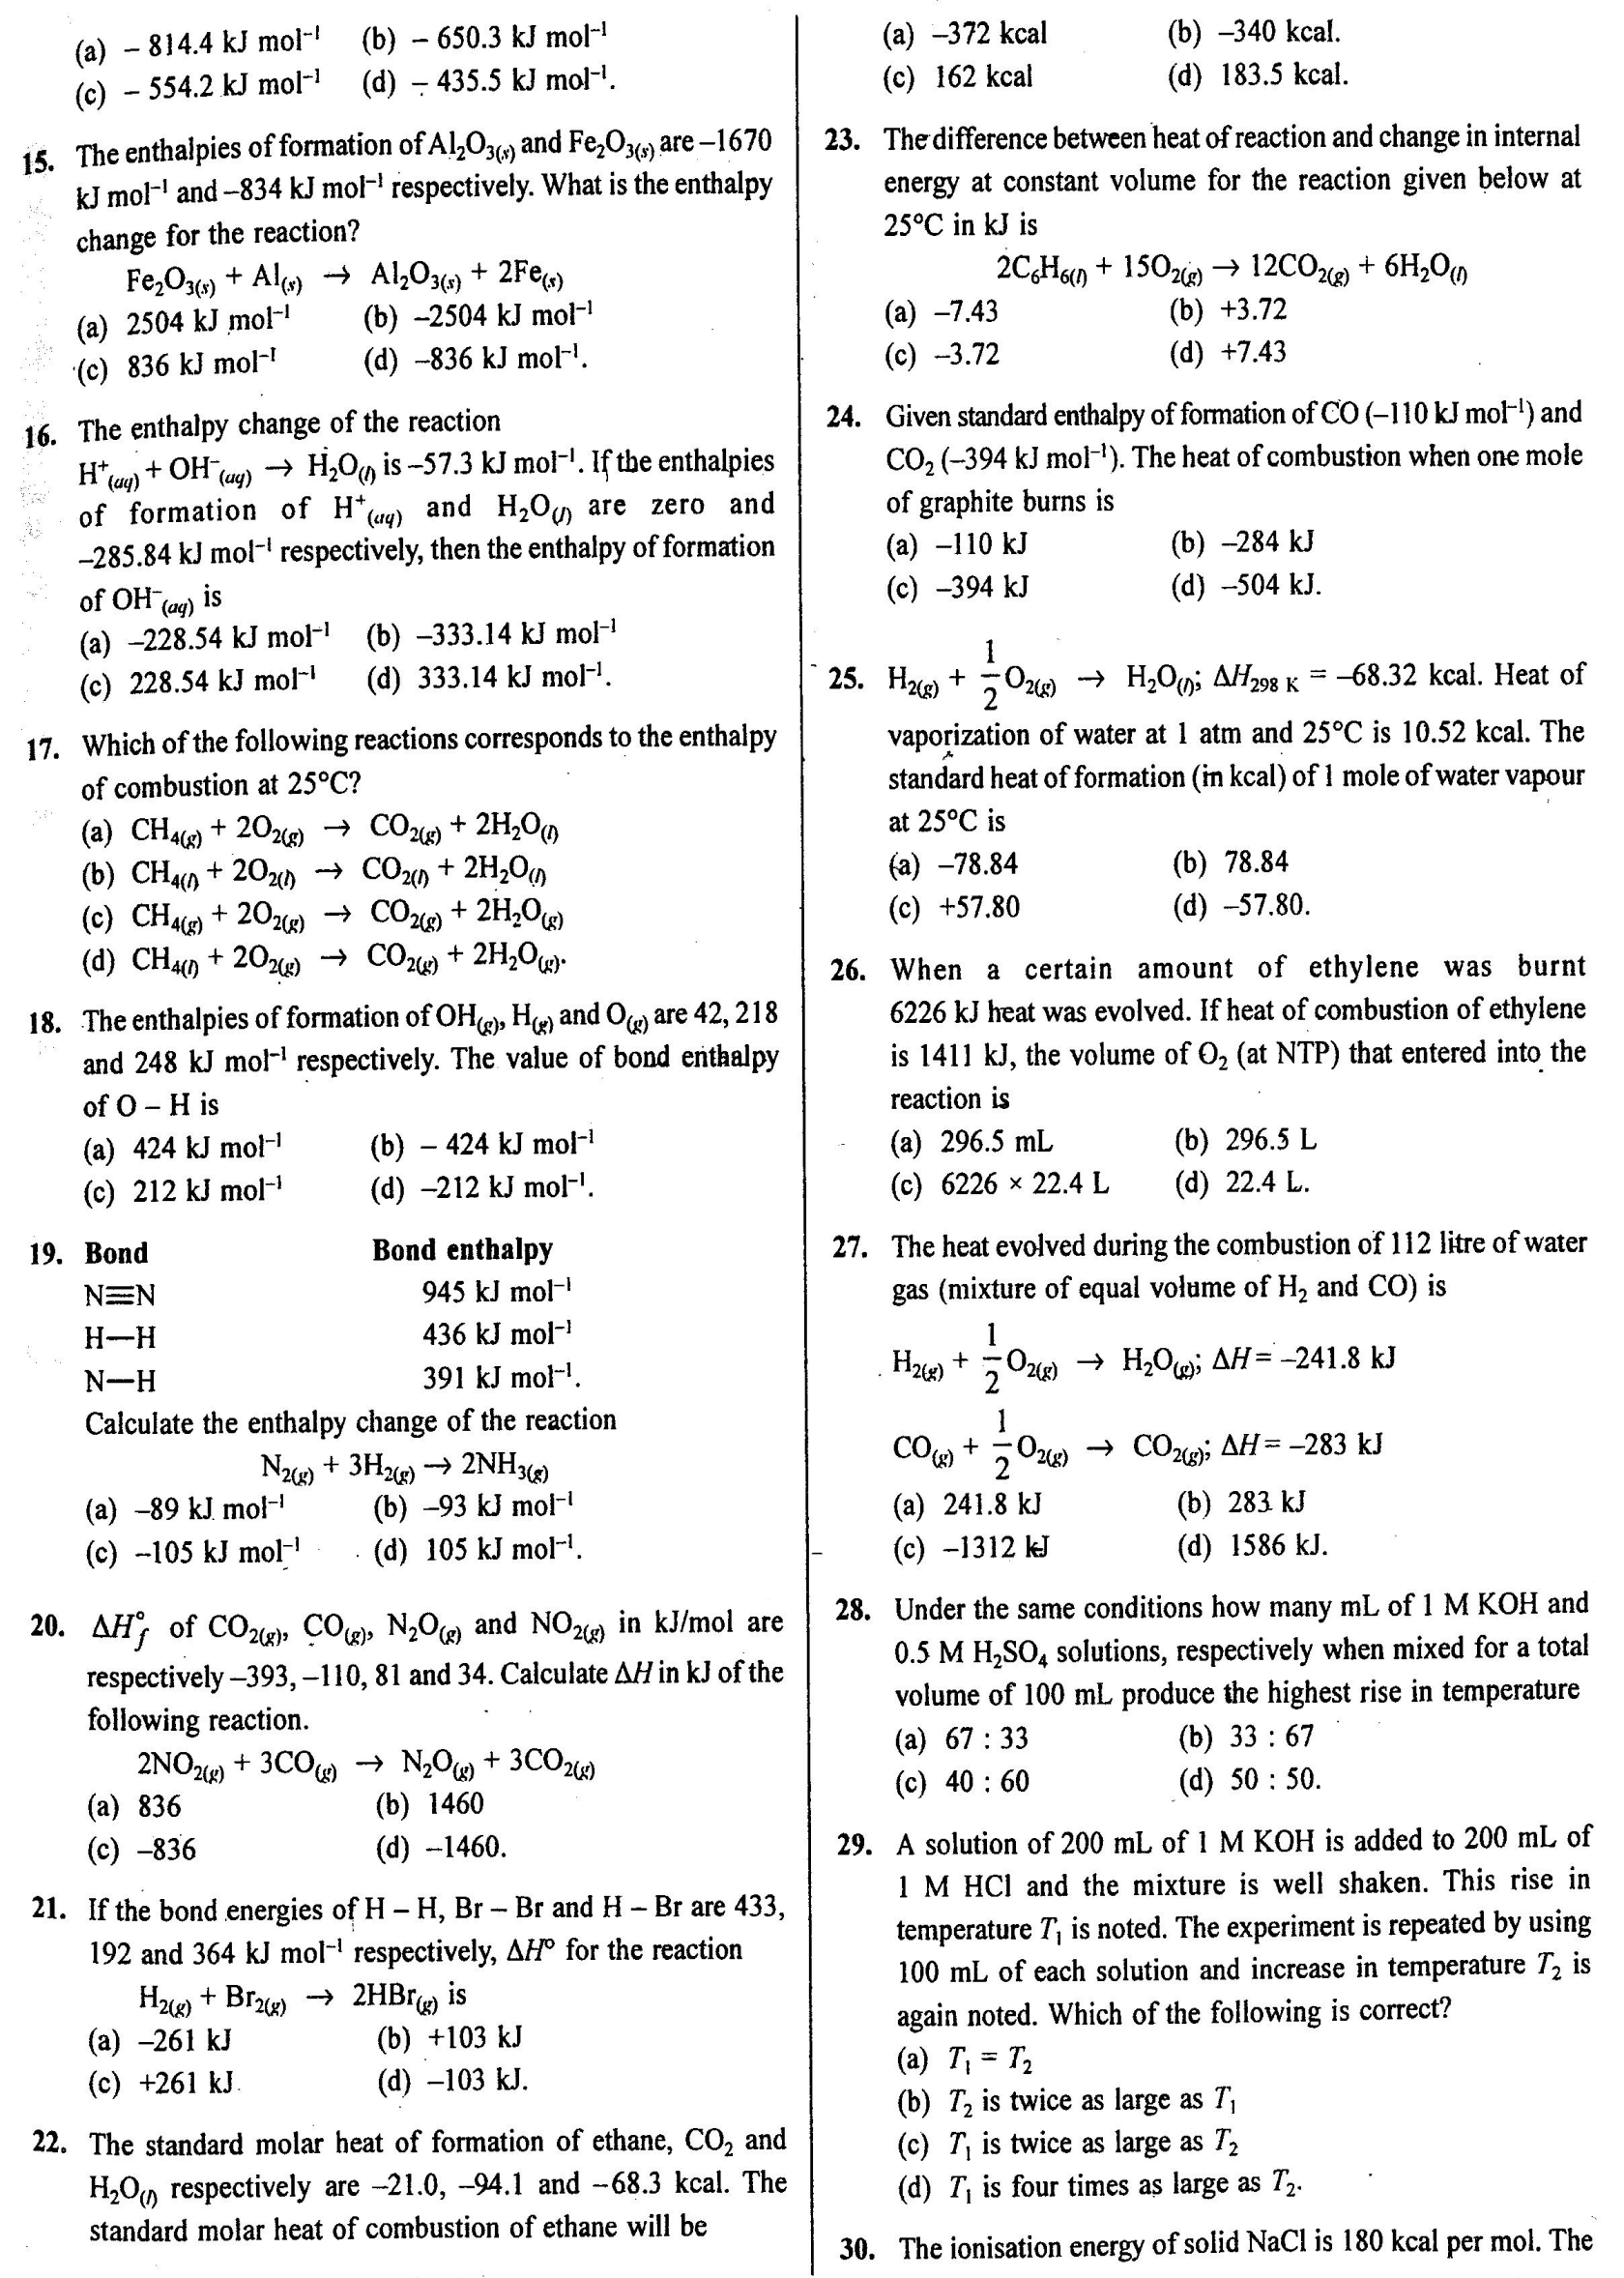 (a) – 814.4 kJ mol⁻¹ (b) – 650.3 kJ mol⁻¹
(c) – 554.2 kJ mol⁻¹ (d) – 435.5 kJ mol⁻¹.
15. The enthalpies of formation of Al₂O₃(s) and Fe₂O₃(s) are –1670
kJ mol⁻¹ and –834 kJ mol⁻¹ respectively. What is the enthalpy
change for the reaction?
Fe₂O₃(s) + Al(s) → Al₂O₃(s) + 2Fe(s)
(a) 2504 kJ mol⁻¹ (b) –2504 kJ mol⁻¹
(c) 836 kJ mol⁻¹ (d) –836 kJ mol⁻¹.
16. The enthalpy change of the reaction
H⁺(aq) + OH⁻(aq) → H₂O(l) is –57.3 kJ mol⁻¹. If the enthalpies
of formation of H⁺(aq) and H₂O(l) are zero and
–285.84 kJ mol⁻¹ respectively, then the enthalpy of formation
of OH⁻(aq) is
(a) –228.54 kJ mol⁻¹ (b) –333.14 kJ mol⁻¹
(c) 228.54 kJ mol⁻¹ (d) 333.14 kJ mol⁻¹.
17. Which of the following reactions corresponds to the enthalpy
of combustion at 25°C?
(a) CH₄(g) + 2O₂(g) → CO₂(g) + 2H₂O(l)
(b) CH₄(l) + 2O₂(l) → CO₂(l) + 2H₂O(l)
(c) CH₄(g) + 2O₂(g) → CO₂(g) + 2H₂O(g)
(d) CH₄(l) + 2O₂(g) → CO₂(g) + 2H₂O(g).
18. The enthalpies of formation of OH(g), H(g) and O(g) are 42, 218
and 248 kJ mol⁻¹ respectively. The value of bond enthalpy
of O – H is
(a) 424 kJ mol⁻¹ (b) – 424 kJ mol⁻¹
(c) 212 kJ mol⁻¹ (d) –212 kJ mol⁻¹.
19. Bond Bond enthalpy
N≡N 945 kJ mol⁻¹
H—H 436 kJ mol⁻¹
N—H 391 kJ mol⁻¹.
Calculate the enthalpy change of the reaction
N₂(g) + 3H₂(g) → 2NH₃(g)
(a) –89 kJ mol⁻¹ (b) –93 kJ mol⁻¹
(c) –105 kJ mol⁻¹ (d) 105 kJ mol⁻¹.
20. ΔH°f of CO₂(g), CO(g), N₂O(g) and NO₂(g) in kJ/mol are
respectively –393, –110, 81 and 34. Calculate ΔH in kJ of the
following reaction.
2NO₂(g) + 3CO(g) → N₂O(g) + 3CO₂(g)
(a) 836 (b) 1460
(c) –836 (d) –1460.
21. If the bond energies of H – H, Br – Br and H – Br are 433,
192 and 364 kJ mol⁻¹ respectively, ΔH° for the reaction
H₂(g) + Br₂(g) → 2HBr(g) is
(a) –261 kJ (b) +103 kJ
(c) +261 kJ (d) –103 kJ.
22. The standard molar heat of formation of ethane, CO₂ and
H₂O(l) respectively are –21.0, –94.1 and –68.3 kcal. The
standard molar heat of combustion of ethane will be
(a) –372 kcal (b) –340 kcal.
(c) 162 kcal (d) 183.5 kcal.
23. The difference between heat of reaction and change in internal
energy at constant volume for the reaction given below at
25°C in kJ is
2C₆H₆(l) + 15O₂(g) → 12CO₂(g) + 6H₂O(l)
(a) –7.43 (b) +3.72
(c) –3.72 (d) +7.43
24. Given standard enthalpy of formation of CO (–110 kJ mol⁻¹) and
CO₂ (–394 kJ mol⁻¹). The heat of combustion when one mole
of graphite burns is
(a) –110 kJ (b) –284 kJ
(c) –394 kJ (d) –504 kJ.
25. H₂(g) + 1/2 O₂(g) → H₂O(l); ΔH₂₉₈ K = –68.32 kcal. Heat of
vaporization of water at 1 atm and 25°C is 10.52 kcal. The
standard heat of formation (in kcal) of 1 mole of water vapour
at 25°C is
(a) –78.84 (b) 78.84
(c) +57.80 (d) –57.80.
26. When a certain amount of ethylene was burnt
6226 kJ heat was evolved. If heat of combustion of ethylene
is 1411 kJ, the volume of O₂ (at NTP) that entered into the
reaction is
(a) 296.5 mL (b) 296.5 L
(c) 6226 × 22.4 L (d) 22.4 L.
27. The heat evolved during the combustion of 112 litre of water
gas (mixture of equal volume of H₂ and CO) is
H₂(g) + 1/2 O₂(g) → H₂O(g); ΔH = –241.8 kJ
CO(g) + 1/2 O₂(g) → CO₂(g); ΔH = –283 kJ
(a) 241.8 kJ (b) 283 kJ
(c) –1312 kJ (d) 1586 kJ.
28. Under the same conditions how many mL of 1 M KOH and
0.5 M H₂SO₄ solutions, respectively when mixed for a total
volume of 100 mL produce the highest rise in temperature
(a) 67 : 33 (b) 33 : 67
(c) 40 : 60 (d) 50 : 50.
29. A solution of 200 mL of 1 M KOH is added to 200 mL of
1 M HCl and the mixture is well shaken. This rise in
temperature T₁ is noted. The experiment is repeated by using
100 mL of each solution and increase in temperature T₂ is
again noted. Which of the following is correct?
(a) T₁ = T₂
(b) T₂ is twice as large as T₁
(c) T₁ is twice as large as T₂
(d) T₁ is four times as large as T₂.
30. The ionisation energy of solid NaCl is 180 kcal per mol. The